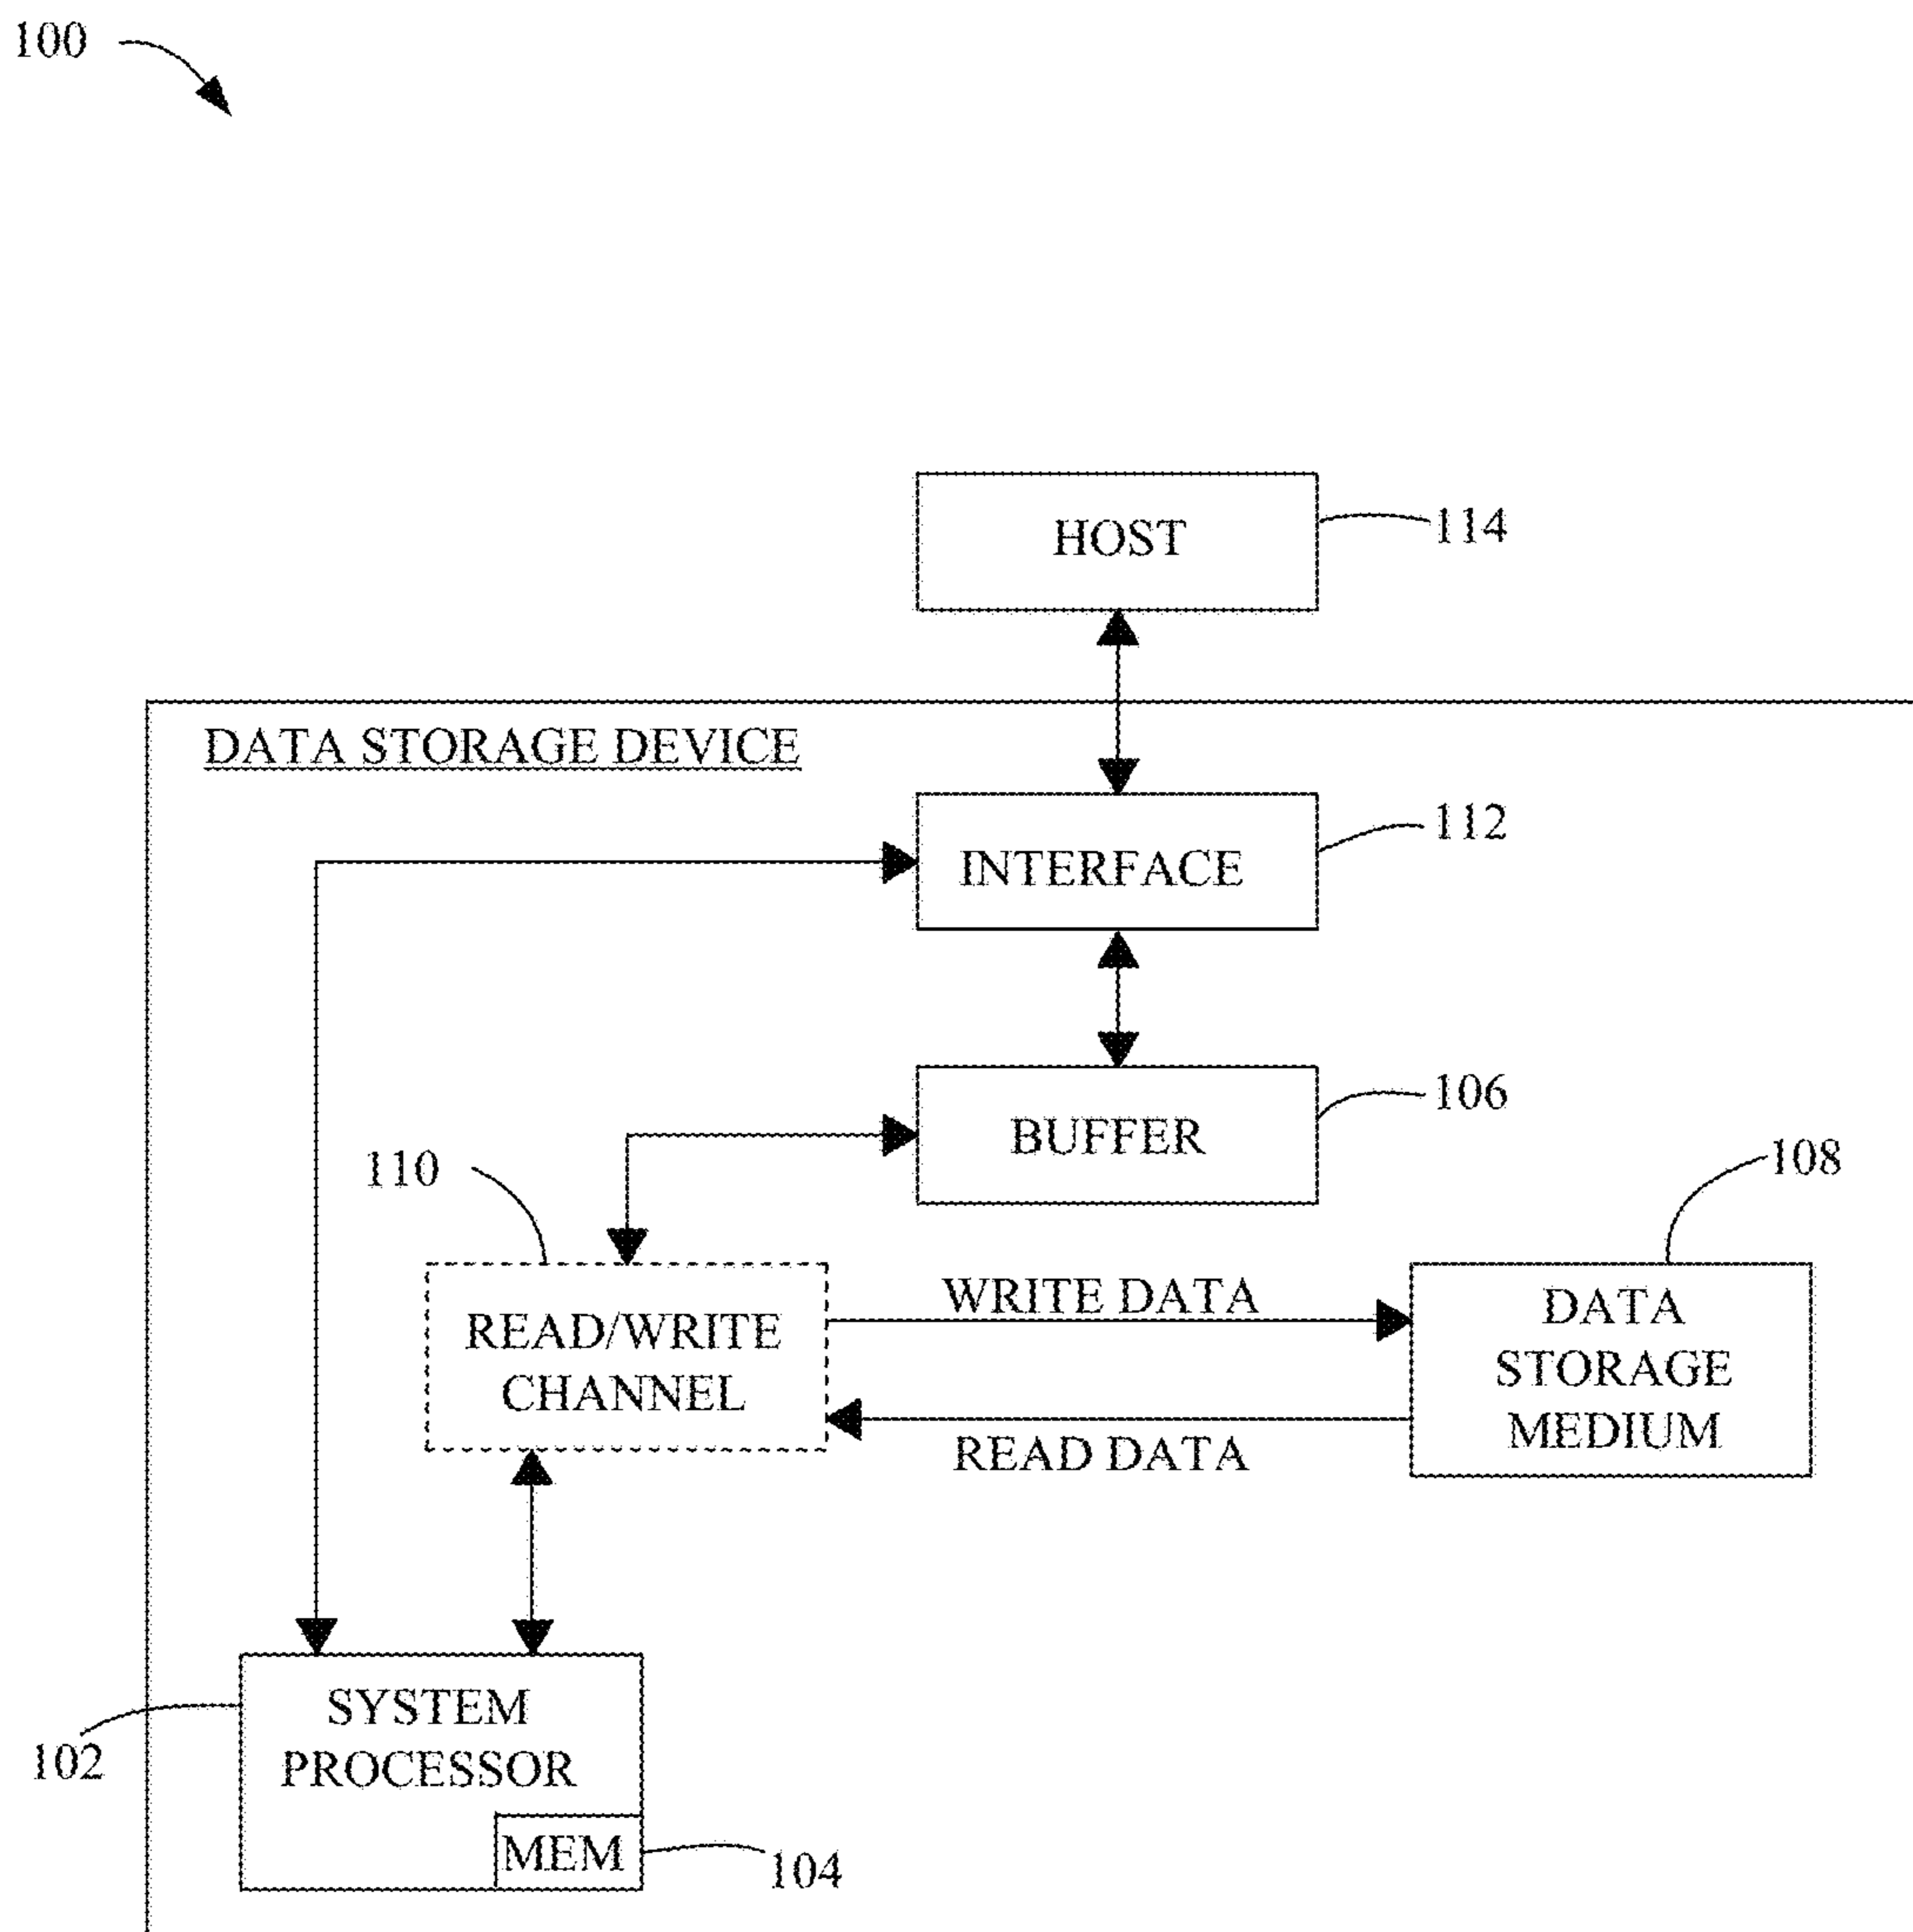 100
HOST
114
DATA STORAGE DEVICE
INTERFACE
112
BUFFER
106
110
108
READ/WRITE
CHANNEL
WRITE DATA
READ DATA
DATA
STORAGE
MEDIUM
SYSTEM
PROCESSOR
102
MEM
104